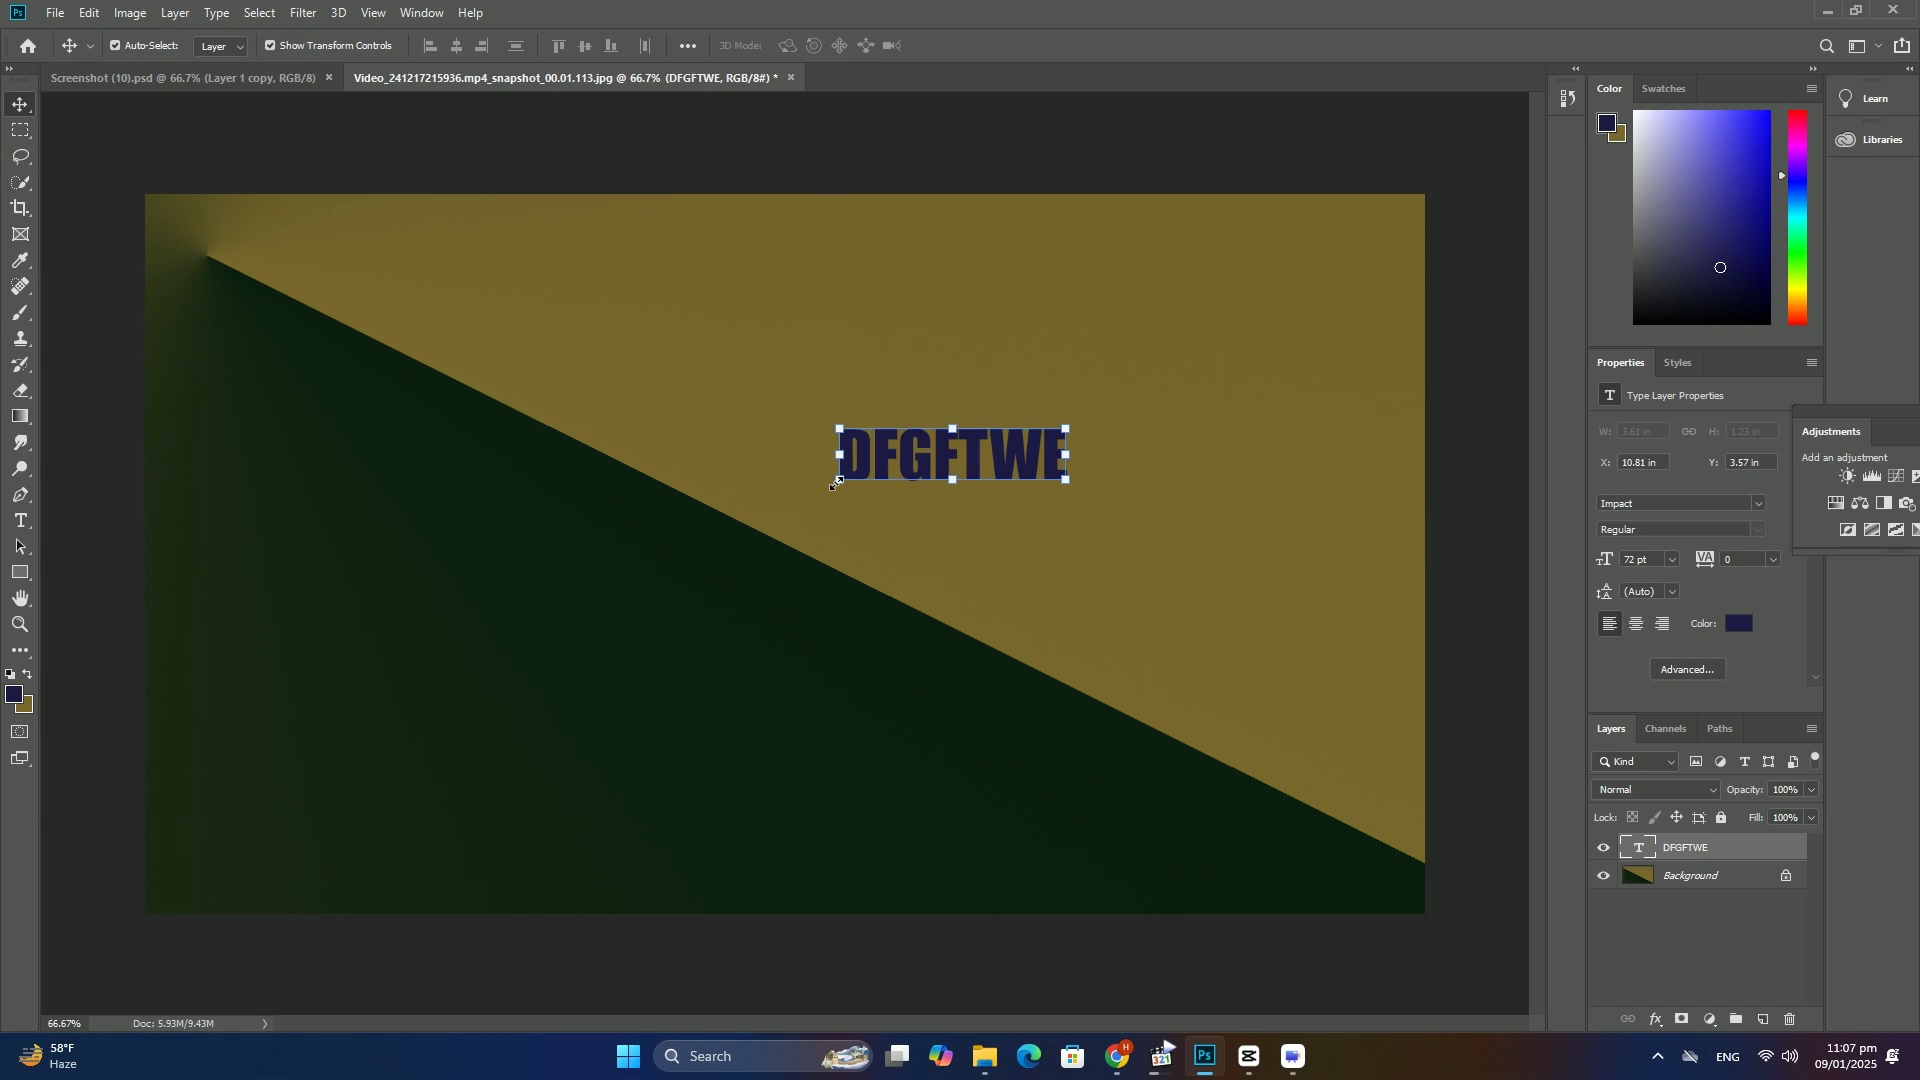 Ps File Edit Image Layer Type Select Filter 3D View Window Help
Auto-Select: Layer Show Transform Controls 3D Mode:
Screenshot (10).psd @ 66.7% (Layer 1 copy, RGB/8) × Video_241217215936.mp4_snapshot_00.01.113.jpg @ 66.7% (DFGFTWE, RGB/8#) * ×
Color Swatches
Learn
Libraries
DFGFTWE
Properties Styles
T Type Layer Properties
W: 3.61 in H: 1.23 in
X: 10.81 in Y: 3.57 in
Adjustments
Add an adjustment
Impact
Regular
72 pt VA 0
(Auto)
Color:
Advanced...
Layers Channels Paths
Kind
Normal Opacity: 100%
Lock: Fill: 100%
T DFGFTWE
Background
66.67% Doc: 5.93M/9.43M
58°F
Haze
Search
ENG
11:07 pm
09/01/2025